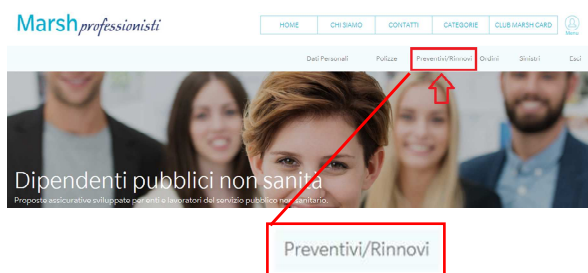 Marsh professionisti
HOME CHI SIAMO CONTATTI CATEGORIE CLUB MARSH CARD
Menu
Dati Personali Polizze Preventivi/Rinnovi Ordini Sinistri Esci
Dipendenti pubblici non sanità
Proposte assicurative sviluppate per enti e lavoratori del servizio pubblico non sanitario.
Preventivi/Rinnovi